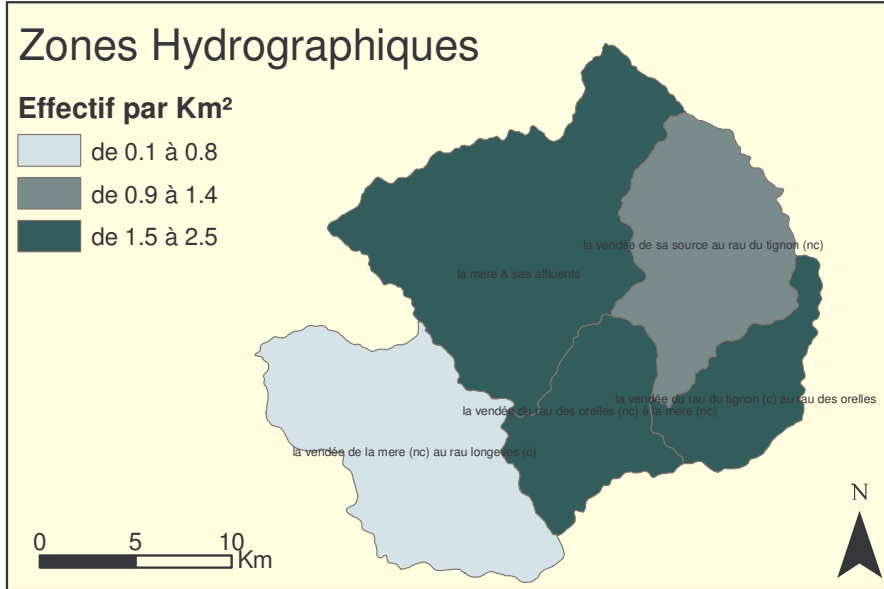 Zones Hydrographiques
Effectif par Km²
de 0.1 à 0.8
de 0.9 à 1.4
de 1.5 à 2.5
la vendée de sa source au rau du tignon (nc)
la mere & ses affluents
la vendée du rau du tignon (c) au rau des orelles
la vendée du rau des orelles (nc) à la mere (nc)
la vendée de la mere (nc) au rau longeves (c)
N
0 5 10
Km